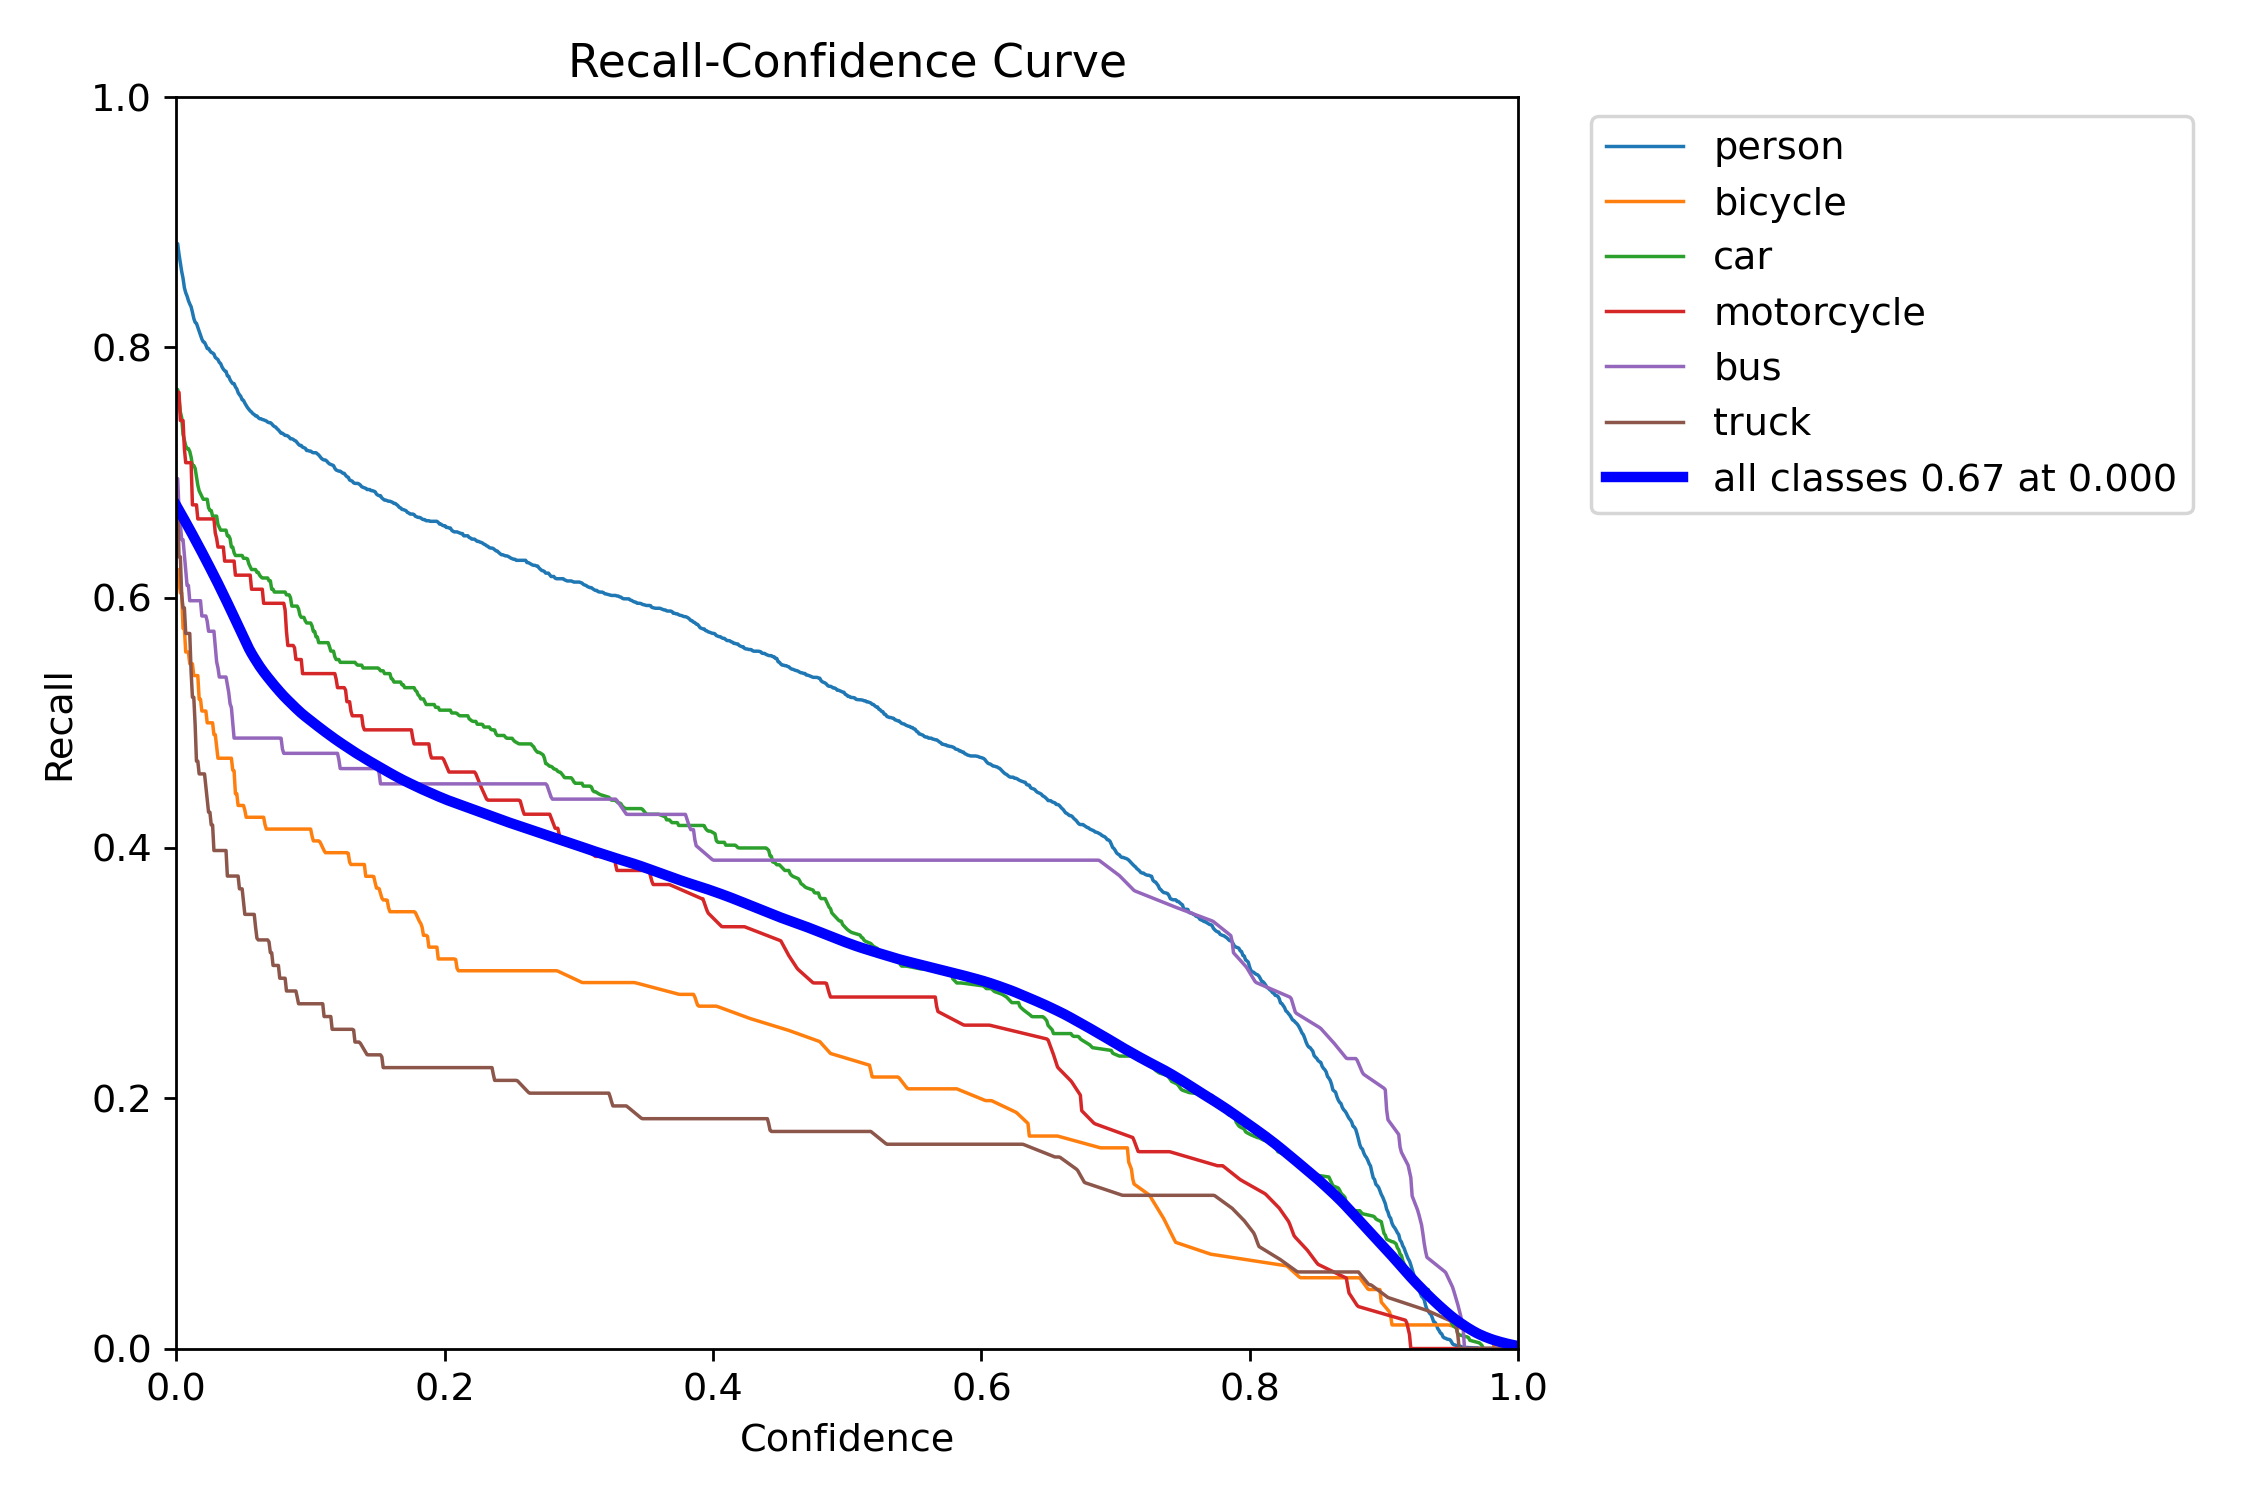 Recall-Confidence Curve
1.0
0.8
0.6
0.4
0.2
0.0
Recall
0.0 0.2 0.4 0.6 0.8 1.0
Confidence
person
bicycle
car
motorcycle
bus
truck
all classes 0.67 at 0.000